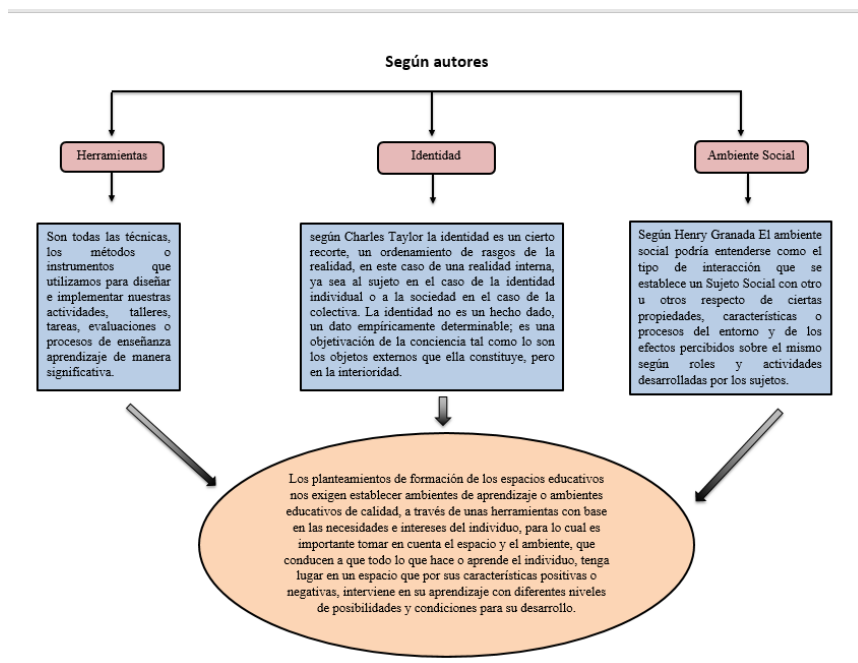 Según autores
Herramientas
Identidad
Ambiente Social
Son todas las técnicas,
los métodos o
instrumentos que
utilizamos para diseñar
e implementar nuestras
actividades, talleres,
tareas, evaluaciones o
procesos de enseñanza
aprendizaje de manera
significativa.
según Charles Taylor la identidad es un cierto
recorte, un ordenamiento de rasgos de la
realidad, en este caso de una realidad interna,
ya sea al sujeto en el caso de la identidad
individual o a la sociedad en el caso de la
colectiva. La identidad no es un hecho dado,
un dato empíricamente determinable; es una
objetivación de la conciencia tal como lo son
los objetos externos que ella constituye, pero
en la interioridad.
Según Henry Granada El ambiente
social podría entenderse como el
tipo de interacción que se
establece un Sujeto Social con otro
u otros respecto de ciertas
propiedades, características o
procesos del entorno y de los
efectos percibidos sobre el mismo
según roles y actividades
desarrolladas por los sujetos.
Los planteamientos de formación de los espacios educativos
nos exigen establecer ambientes de aprendizaje o ambientes
educativos de calidad, a través de unas herramientas con base
en las necesidades e intereses del individuo, para lo cual es
importante tomar en cuenta el espacio y el ambiente, que
conducen a que todo lo que hace o aprende el individuo, tenga
lugar en un espacio que por sus características positivas o
negativas, interviene en su aprendizaje con diferentes niveles
de posibilidades y condiciones para su desarrollo.